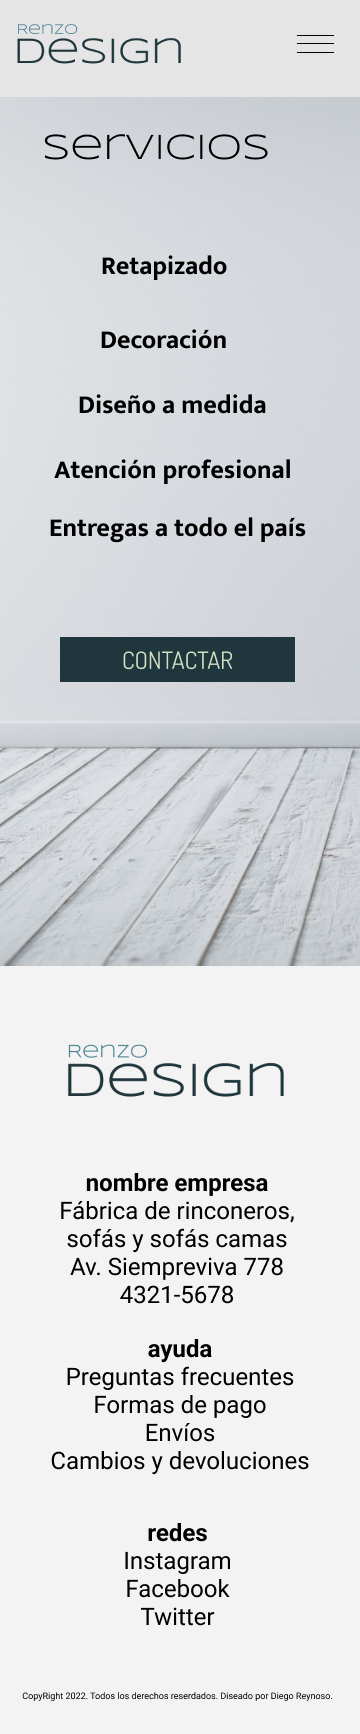 Renzo
Design
servicios
Retapizado
Decoración
Diseño a medida
Atención profesional
Entregas a todo el país
CONTACTAR
Renzo
Design
nombre empresa
Fábrica de rinconeros,
sofás y sofás camas
Av. Siempreviva 778
4321-5678
ayuda
Preguntas frecuentes
Formas de pago
Envíos
Cambios y devoluciones
redes
Instagram
Facebook
Twitter
CopyRight 2022. Todos los derechos reserdados. Diseado por Diego Reynoso.